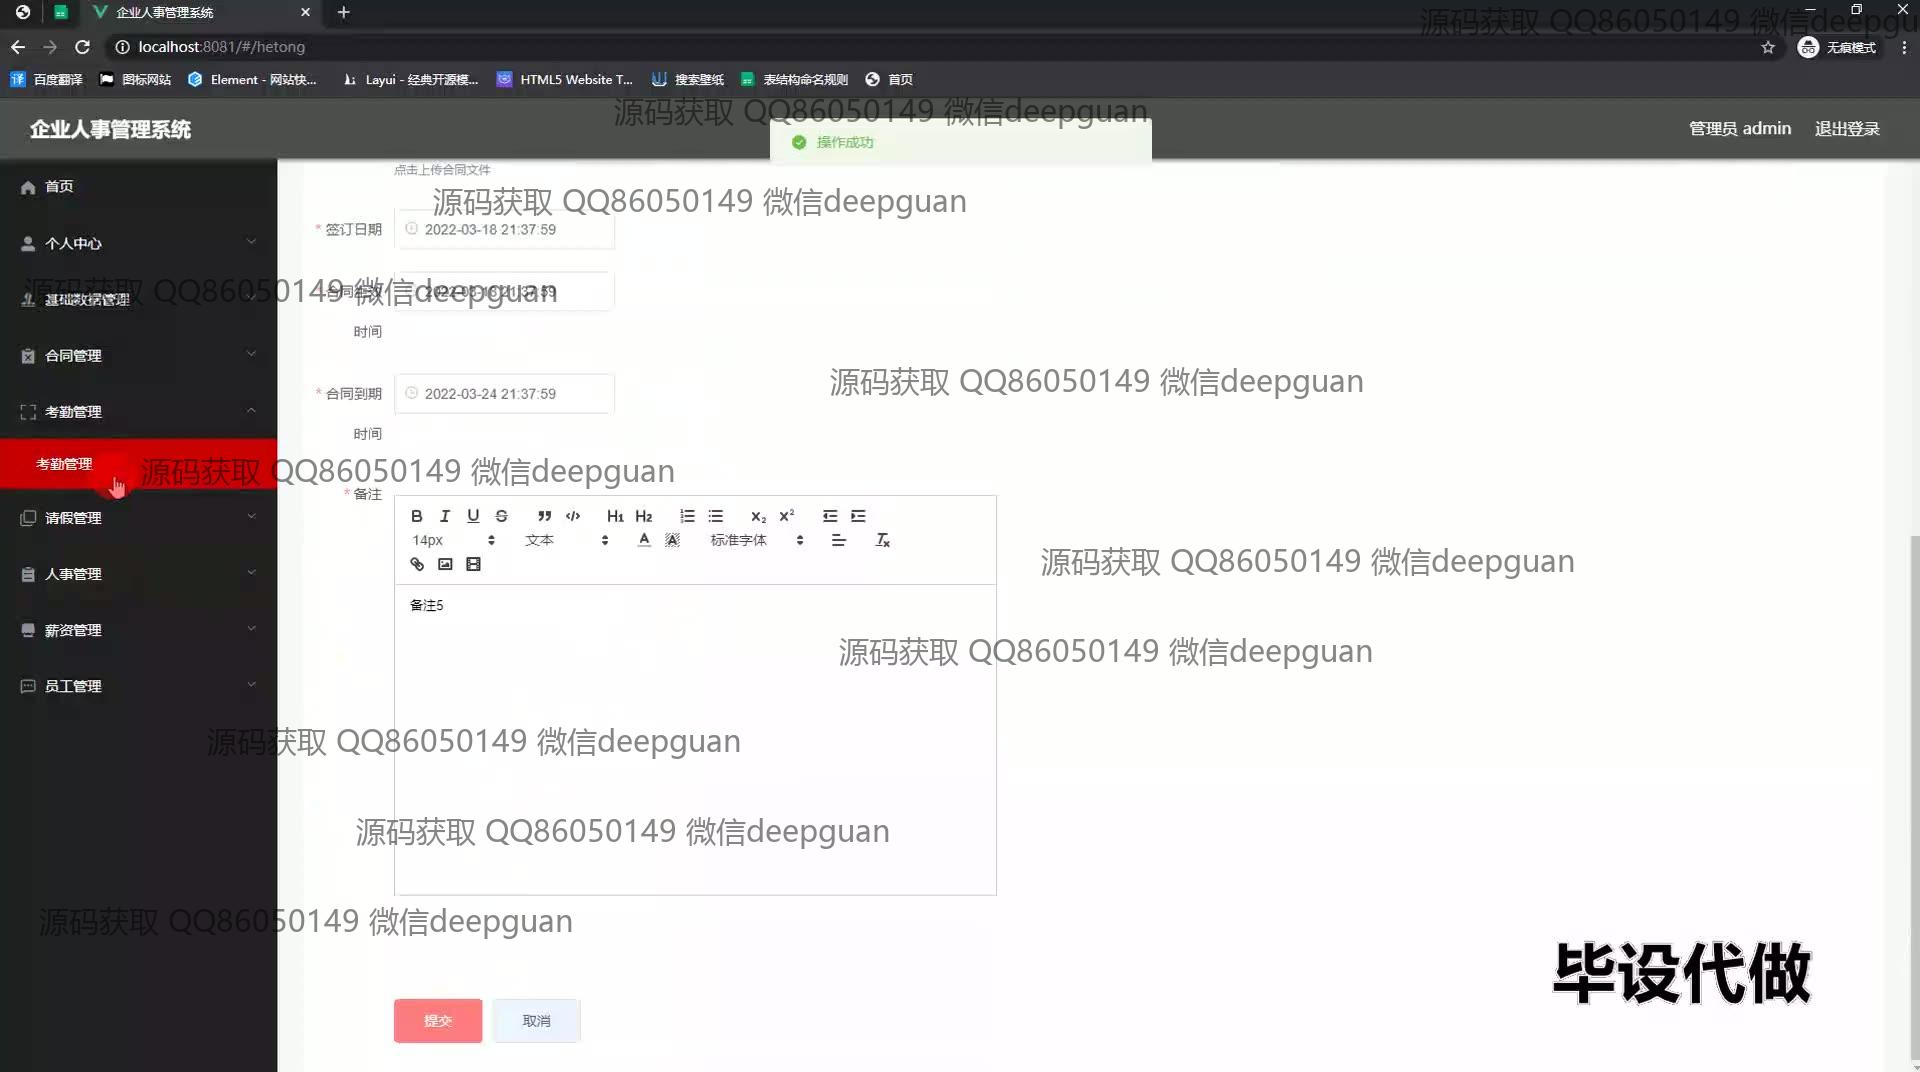 企业人事管理系统
源码获取 QQ86050149 微信deepgu
localhost:8081/#/hetong
无痕模式
百度翻译
图标网站
Element - 网站快...
Layui - 经典开源模...
HTML5 Website T...
搜索壁纸
表结构命名规则
首页
源码获取 QQ86050149 微信deepguan
企业人事管理系统
操作成功
管理员 admin
退出登录
点击上传合同文件
首页
源码获取 QQ86050149 微信deepguan
* 签订日期
2022-03-18 21:37:59
个人中心
源码获取 QQ86050149 微信deepguan
基础数据管理
2022-03-18 21:37:59
时间
合同管理
源码获取 QQ86050149 微信deepguan
* 合同到期
2022-03-24 21:37:59
考勤管理
时间
考勤管理
源码获取 QQ86050149 微信deepguan
* 备注
请假管理
B I U S H1 H2 X2 X2
14px
文本
A A
标准字体
Tx
源码获取 QQ86050149 微信deepguan
人事管理
备注5
薪资管理
源码获取 QQ86050149 微信deepguan
员工管理
源码获取 QQ86050149 微信deepguan
源码获取 QQ86050149 微信deepguan
源码获取 QQ86050149 微信deepguan
毕设代做
提交
取消